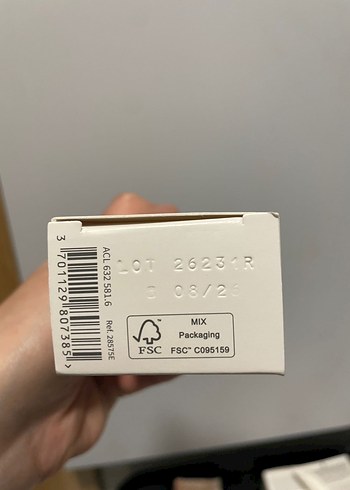 LOT 26231R
ACL 632.581.6
Ref. 28575E
3 701129 807385 >
MIX
Packaging
FSC
FSC™ C095159